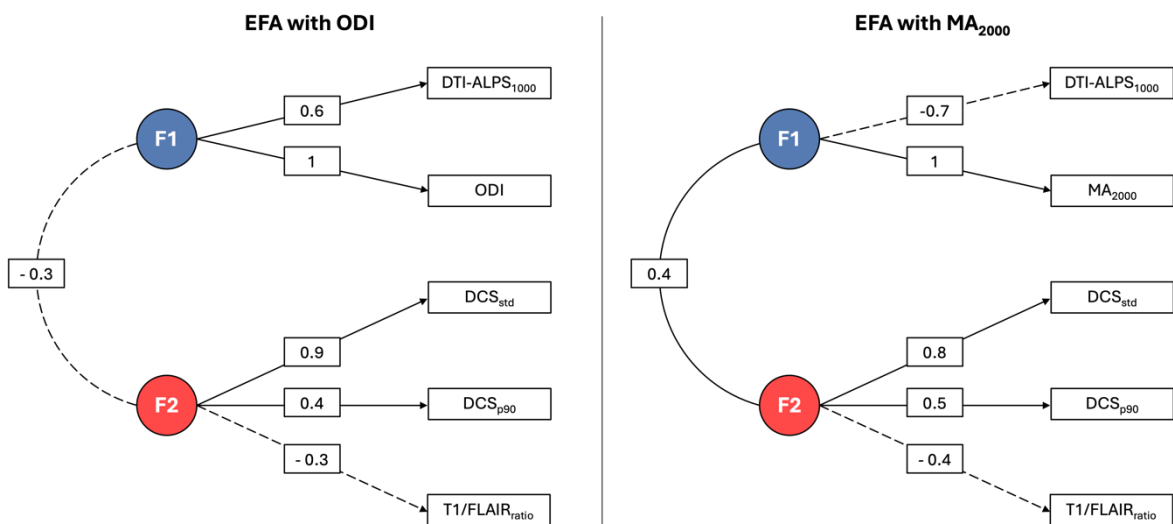 EFA with ODI
DTI-ALPS1000
0.6
F1
1
ODI
- 0.3
DCSstd
0.9
F2
0.4
DCSp90
- 0.3
T1/FLAIRratio
EFA with MA2000
DTI-ALPS1000
-0.7
F1
1
MA2000
0.4
DCSstd
0.8
F2
0.5
DCSp90
- 0.4
T1/FLAIRratio